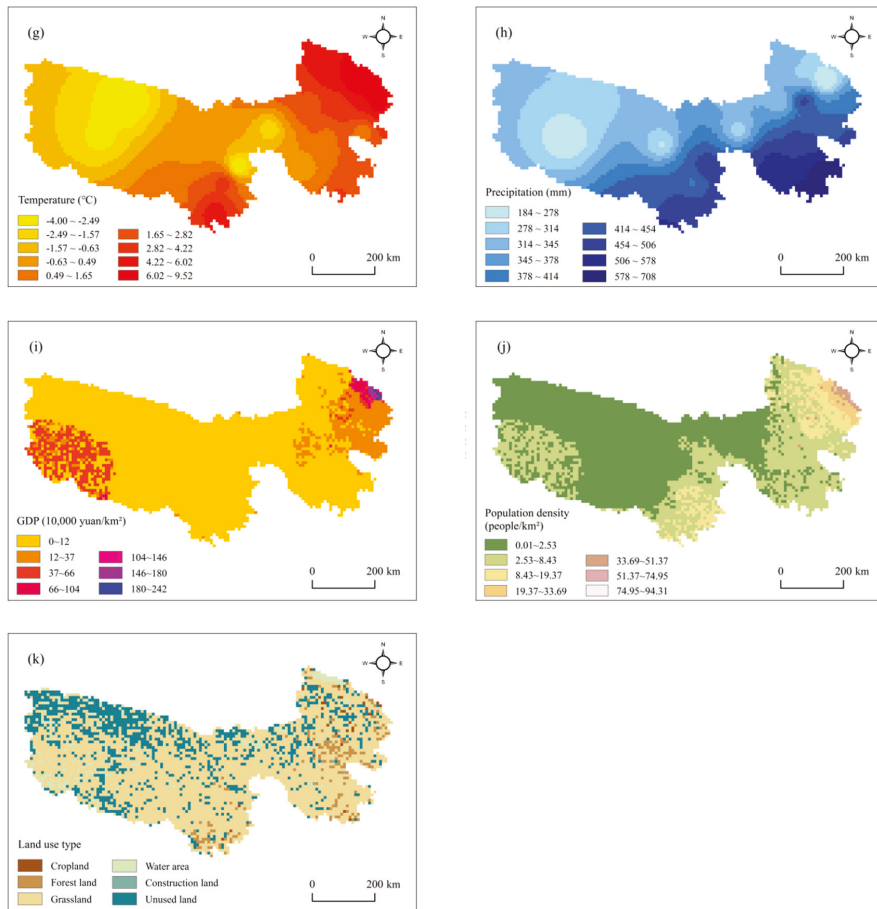 (g)
N
W E
S
Temperature (°C)
-4.00 ~ -2.49
-2.49 ~ -1.57
-1.57 ~ -0.63
-0.63 ~ 0.49
0.49 ~ 1.65
1.65 ~ 2.82
2.82 ~ 4.22
4.22 ~ 6.02
6.02 ~ 9.52
0 200 km
(h)
N
W E
S
Precipitation (mm)
184 ~ 278
278 ~ 314
314 ~ 345
345 ~ 378
378 ~ 414
414 ~ 454
454 ~ 506
506 ~ 578
578 ~ 708
0 200 km
(i)
N
W E
S
GDP (10,000 yuan/km²)
0~12
12~37
37~66
66~104
104~146
146~180
180~242
0 200 km
(j)
N
W E
S
Population density
(people/km²)
0.01~2.53
2.53~8.43
8.43~19.37
19.37~33.69
33.69~51.37
51.37~74.95
74.95~94.31
0 200 km
(k)
N
W E
S
Land use type
Cropland
Forest land
Grassland
Water area
Construction land
Unused land
0 200 km